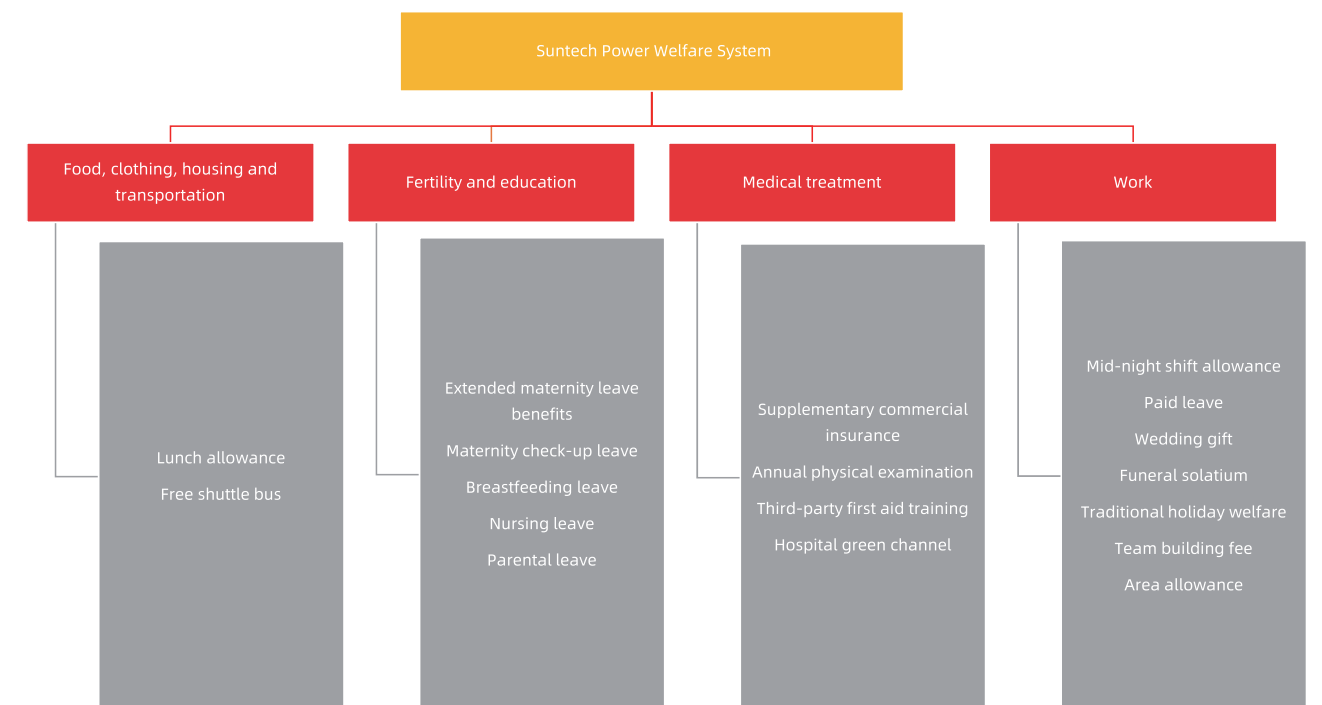 Suntech Power Welfare System
Food, clothing, housing and
transportation
Fertility and education
Medical treatment
Work
Lunch allowance
Free shuttle bus
Extended maternity leave
benefits
Maternity check-up leave
Breastfeeding leave
Nursing leave
Parental leave
Supplementary commercial
insurance
Annual physical examination
Third-party first aid training
Hospital green channel
Mid-night shift allowance
Paid leave
Wedding gift
Funeral solatium
Traditional holiday welfare
Team building fee
Area allowance